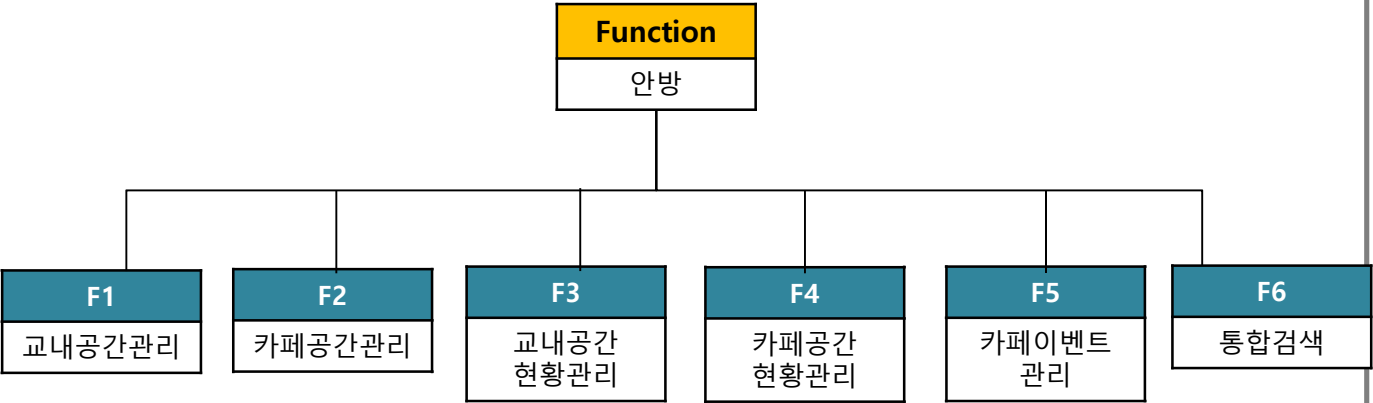 Function
안방
F1
교내공간관리
F2
카페공간관리
F3
교내공간
현황관리
F4
카페공간
현황관리
F5
카페이벤트
관리
F6
통합검색